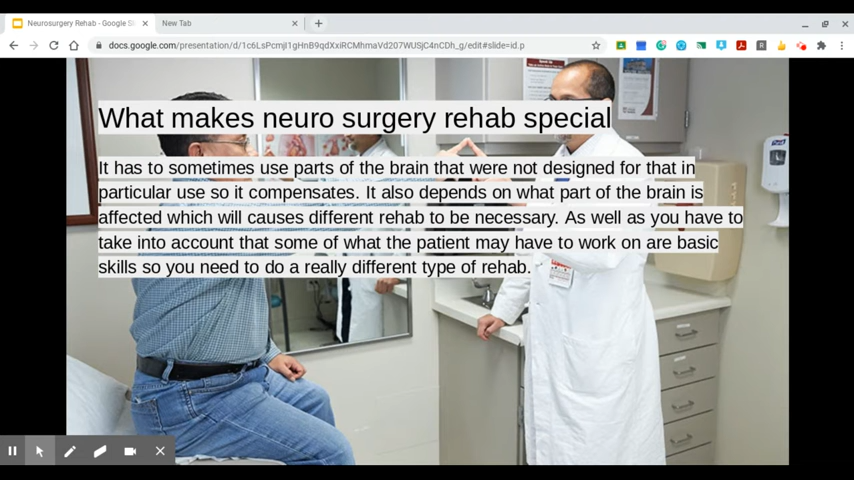 Neurosurgery Rehab - Google Sl
New Tab
docs.google.com/presentation/d/1c6LsPcmjI1gHnB9qdXxiRCMhmaVd207WUSjC4nCDh_g/edit#slide=id.p
What makes neuro surgery rehab special
It has to sometimes use parts of the brain that were not designed for that in
particular use so it compensates. It also depends on what part of the brain is
affected which will causes different rehab to be necessary. As well as you have to
take into account that some of what the patient may have to work on are basic
skills so you need to do a really different type of rehab.